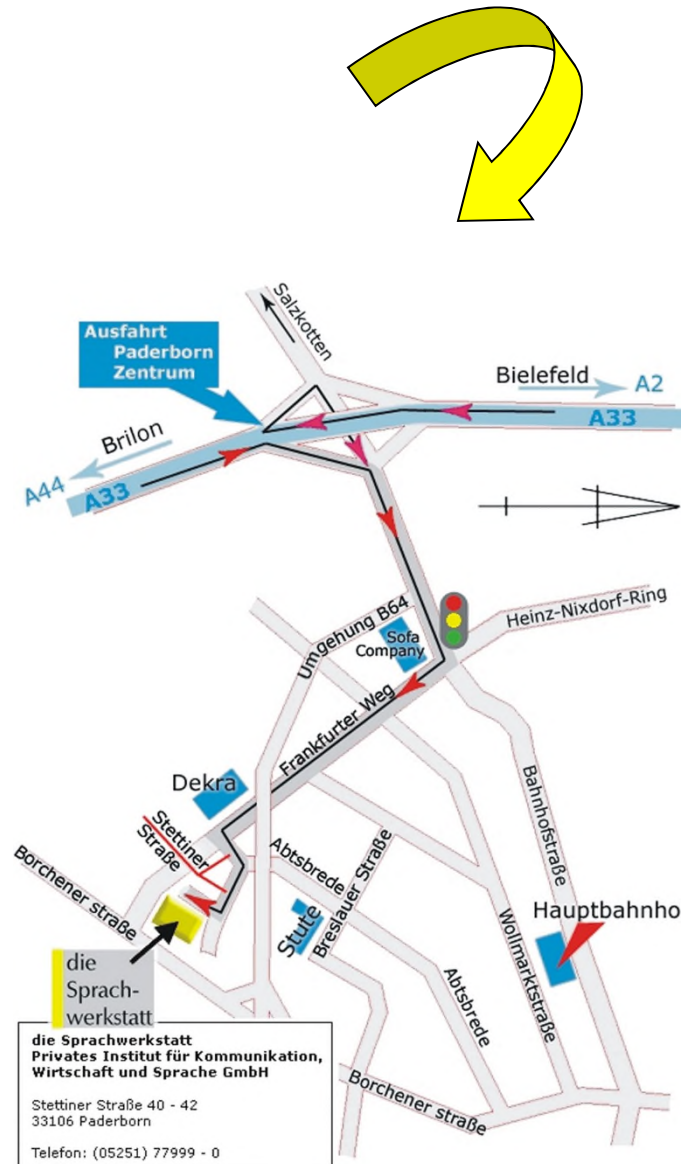 Salzkotten
Ausfahrt
Paderborn
Zentrum
Bielefeld
A2
A33
Brilon
A44
A33
Heinz-Nixdorf-Ring
Umgehung B64
Sofa
Company
Frankfurter Weg
Dekra
Stettiner
Straße
Bahnhofstraße
Borchener straße
Abtsbrede
Breslauer Straße
Stute
Hauptbahnho
Wollmarktstraße
Abtsbrede
die
Sprach-
werkstatt
die Sprachwerkstatt
Privates Institut für Kommunikation,
Wirtschaft und Sprache GmbH
Stettiner Straße 40 - 42
33106 Paderborn
Telefon: (05251) 77999 - 0
Borchener straße